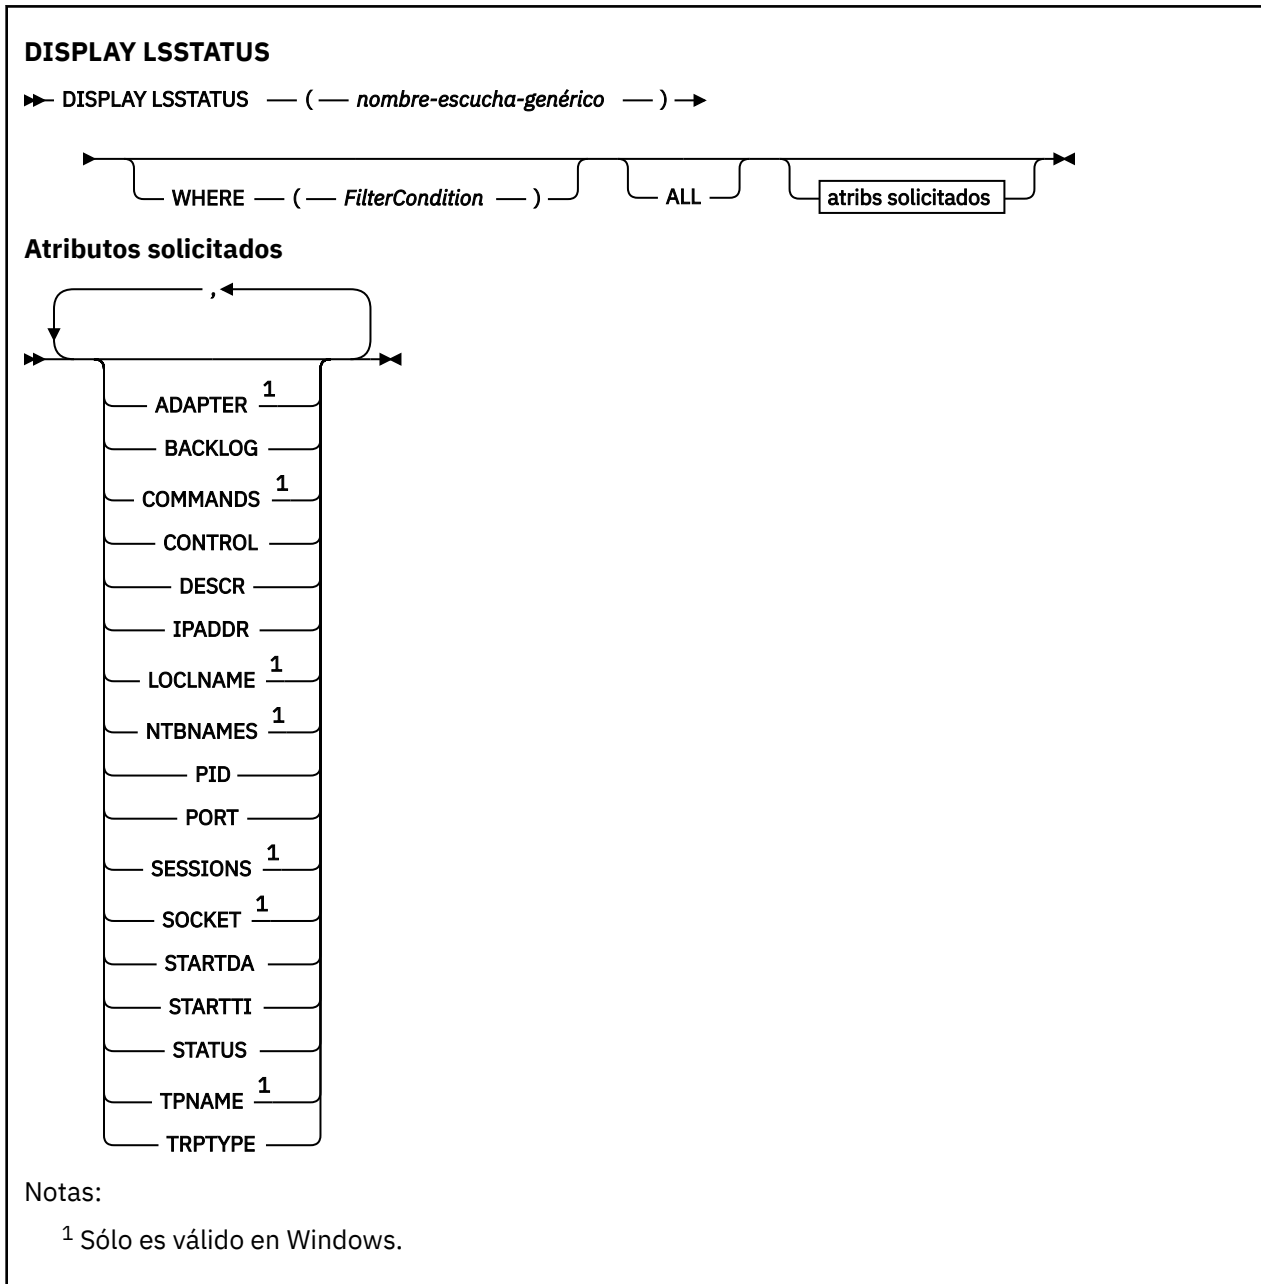 DISPLAY LSSTATUS
DISPLAY LSSTATUS ( nombre-escucha-genérico )
WHERE ( FilterCondition ) ALL atribs solicitados
Atributos solicitados
,
ADAPTER 1
BACKLOG
COMMANDS 1
CONTROL
DESCR
IPADDR
LOCLNAME 1
NTBNAMES 1
PID
PORT
SESSIONS 1
SOCKET 1
STARTDA
STARTTI
STATUS
TPNAME 1
TRPTYPE
Notas:
1 Sólo es válido en Windows.